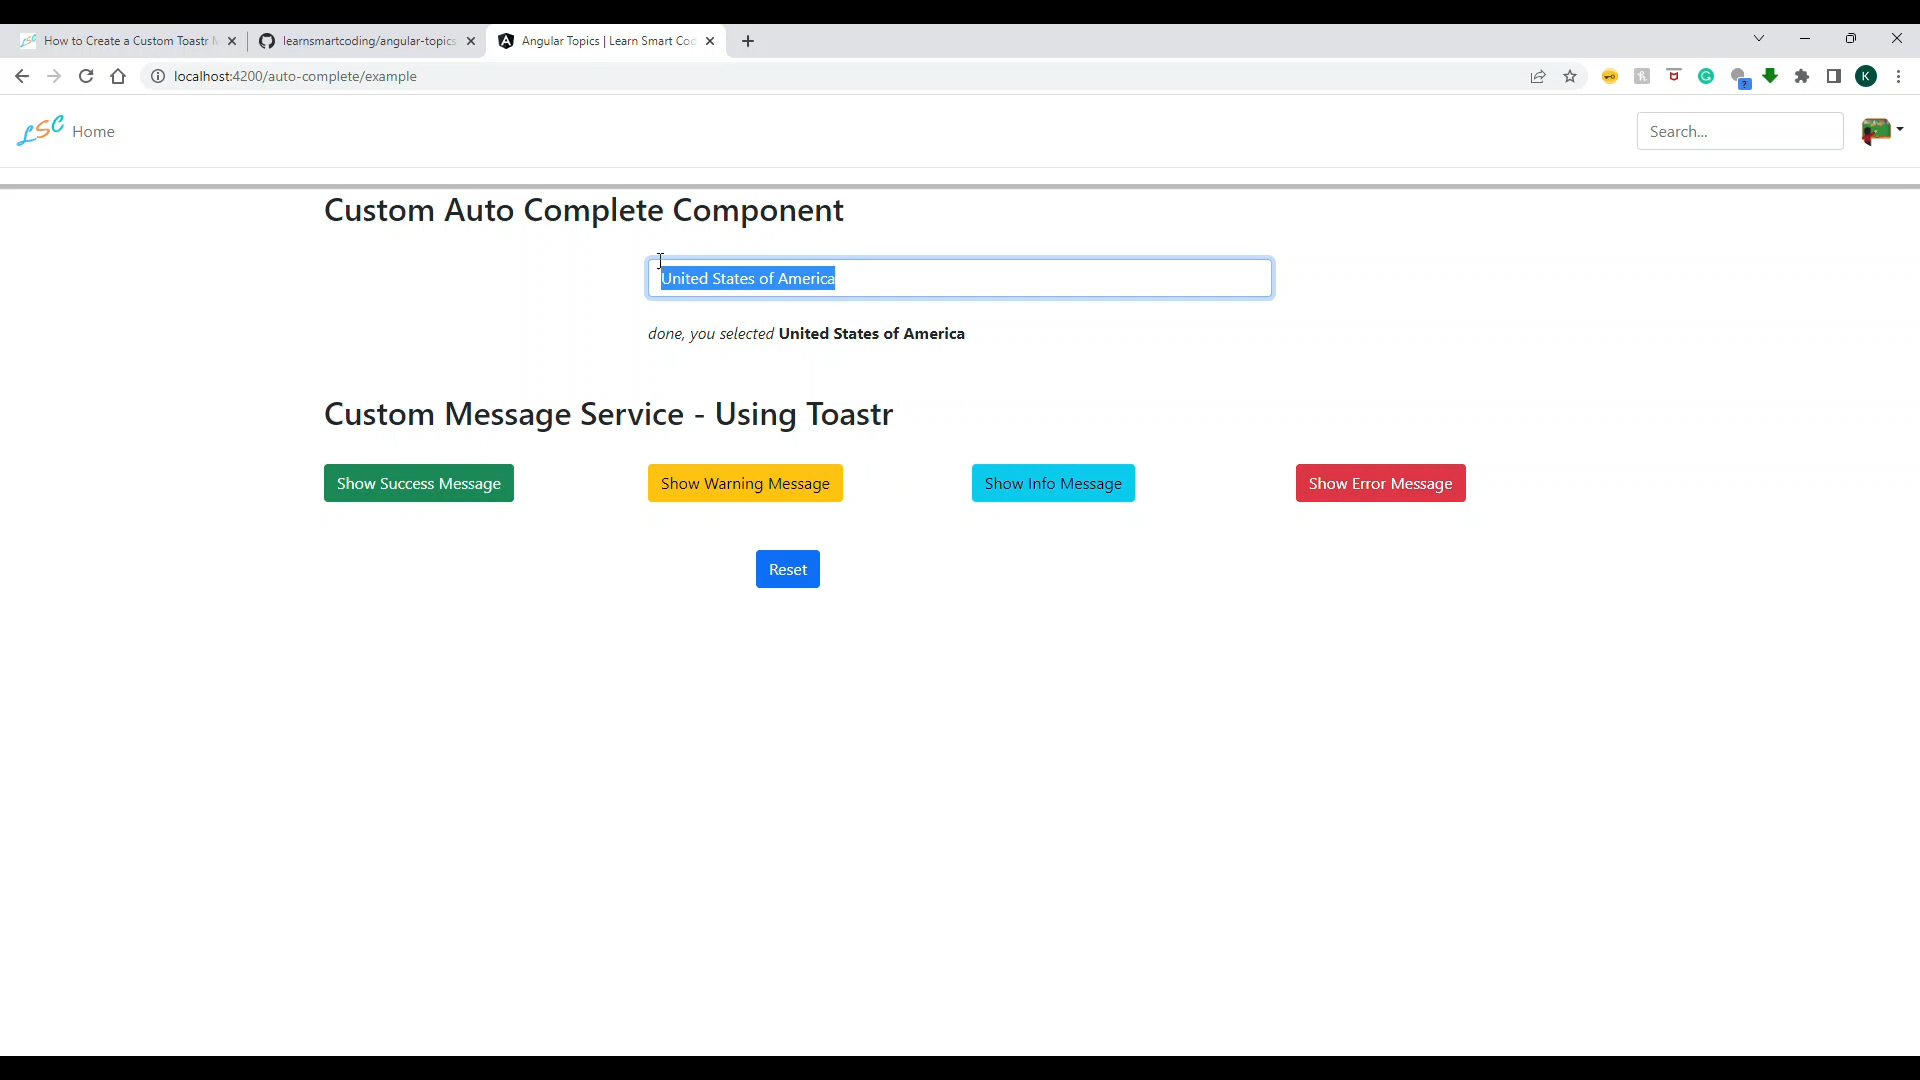 How to Create a Custom Toastr
learnsmartcoding/angular-topics
Angular Topics | Learn Smart Co
localhost:4200/auto-complete/example
K
LSC Home
Search...
Custom Auto Complete Component
United States of America
done, you selected United States of America
Custom Message Service - Using Toastr
Show Success Message
Show Warning Message
Show Info Message
Show Error Message
Reset